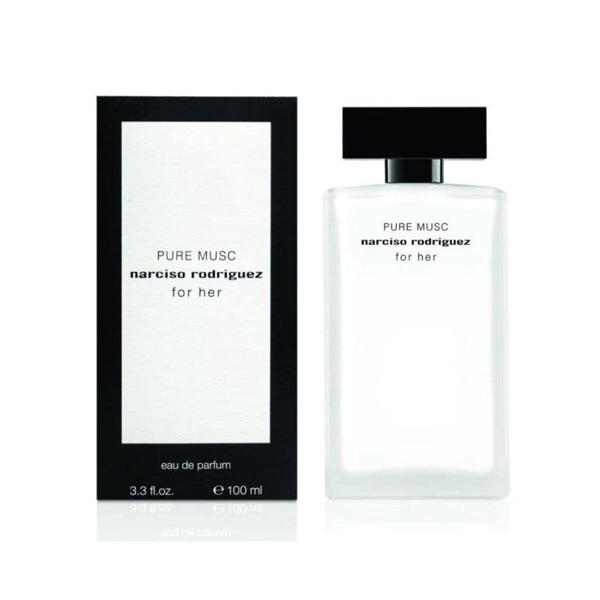 PURE MUSC
narciso rodriguez
for her
eau de parfum
3.3 fl.oz. ℮ 100 ml
PURE MUSC
narciso rodriguez
for her